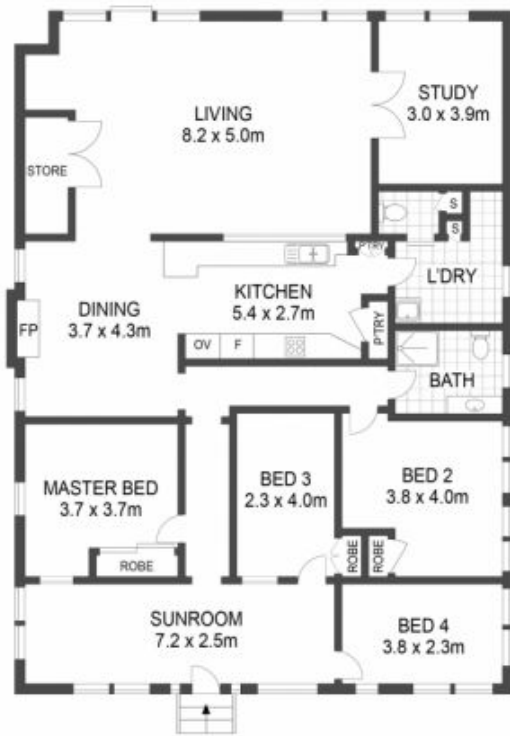 LIVING
8.2 x 5.0m
STUDY
3.0 x 3.9m
STORE
S
S
P'TRY
L'DRY
KITCHEN
5.4 x 2.7m
DINING
3.7 x 4.3m
FP
OV
F
P'TRY
BATH
MASTER BED
3.7 x 3.7m
ROBE
BED 3
2.3 x 4.0m
BED 2
3.8 x 4.0m
ROBE
ROBE
SUNROOM
7.2 x 2.5m
BED 4
3.8 x 2.3m